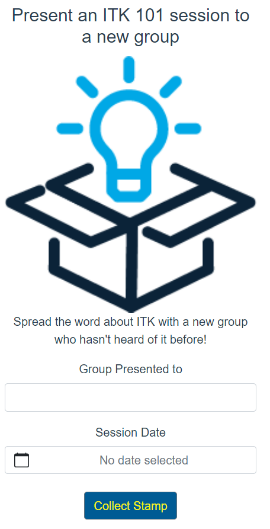 Present an ITK 101 session to
a new group
Spread the word about ITK with a new group
who hasn't heard of it before!
Group Presented to
Session Date
No date selected
Collect Stamp